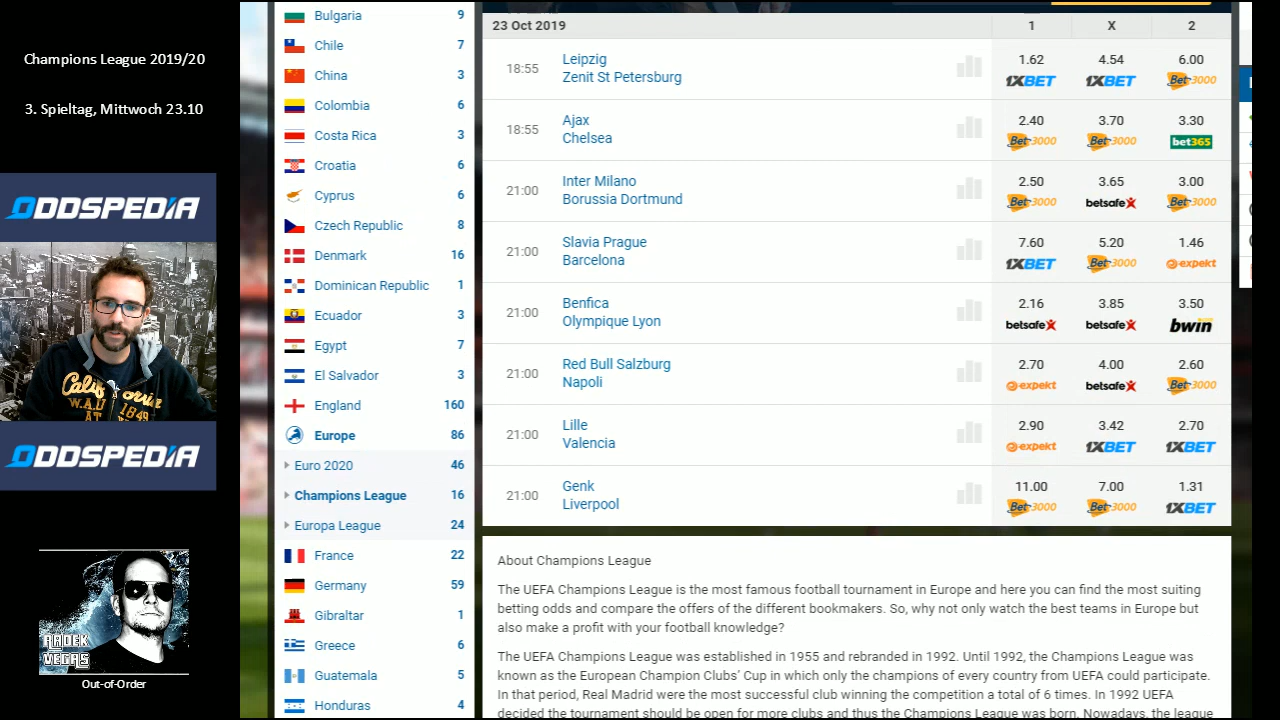 Champions League 2019/20
3. Spieltag, Mittwoch 23.10
ODDSPEDIA
California
1849
ODDSPEDIA
RADEK
VEGAS
Out-of-Order
Bulgaria 9
Chile 7
China 3
Colombia 6
Costa Rica 3
Croatia 6
Cyprus 6
Czech Republic 8
Denmark 16
Dominican Republic 1
Ecuador 3
Egypt 7
El Salvador 3
England 160
Europe 86
Euro 2020 46
Champions League 16
Europa League 24
France 22
Germany 59
Gibraltar 1
Greece 6
Guatemala 5
Honduras 4
23 Oct 2019 1 X 2
18:55 Leipzig 1.62 4.54 6.00
Zenit St Petersburg 1XBET 1XBET Bet3000
18:55 Ajax 2.40 3.70 3.30
Chelsea Bet3000 Bet3000 bet365
21:00 Inter Milano 2.50 3.65 3.00
Borussia Dortmund Bet3000 betsafe Bet3000
21:00 Slavia Prague 7.60 5.20 1.46
Barcelona 1XBET Bet3000 expekt
21:00 Benfica 2.16 3.85 3.50
Olympique Lyon betsafe betsafe bwin
21:00 Red Bull Salzburg 2.70 4.00 2.60
Napoli expekt betsafe Bet3000
21:00 Lille 2.90 3.42 2.70
Valencia expekt 1XBET 1XBET
21:00 Genk 11.00 7.00 1.31
Liverpool Bet3000 Bet3000 1XBET
About Champions League
The UEFA Champions League is the most famous football tournament in Europe and here you can find the most suiting
betting odds and compare the offers of the different bookmakers. So, why not only watch the best teams in Europe but
also make a profit with your football knowledge?
The UEFA Champions League was established in 1955 and rebranded in 1992. Until 1992, the Champions League was
known as the European Champion Clubs' Cup in which only the champions of every country from UEFA could participate.
In that period, Real Madrid were the most successful club winning the competition a total of 6 times. In 1992 UEFA
decided the tournament should be open for more clubs and thus the Champions League was born. Nowadays, the league